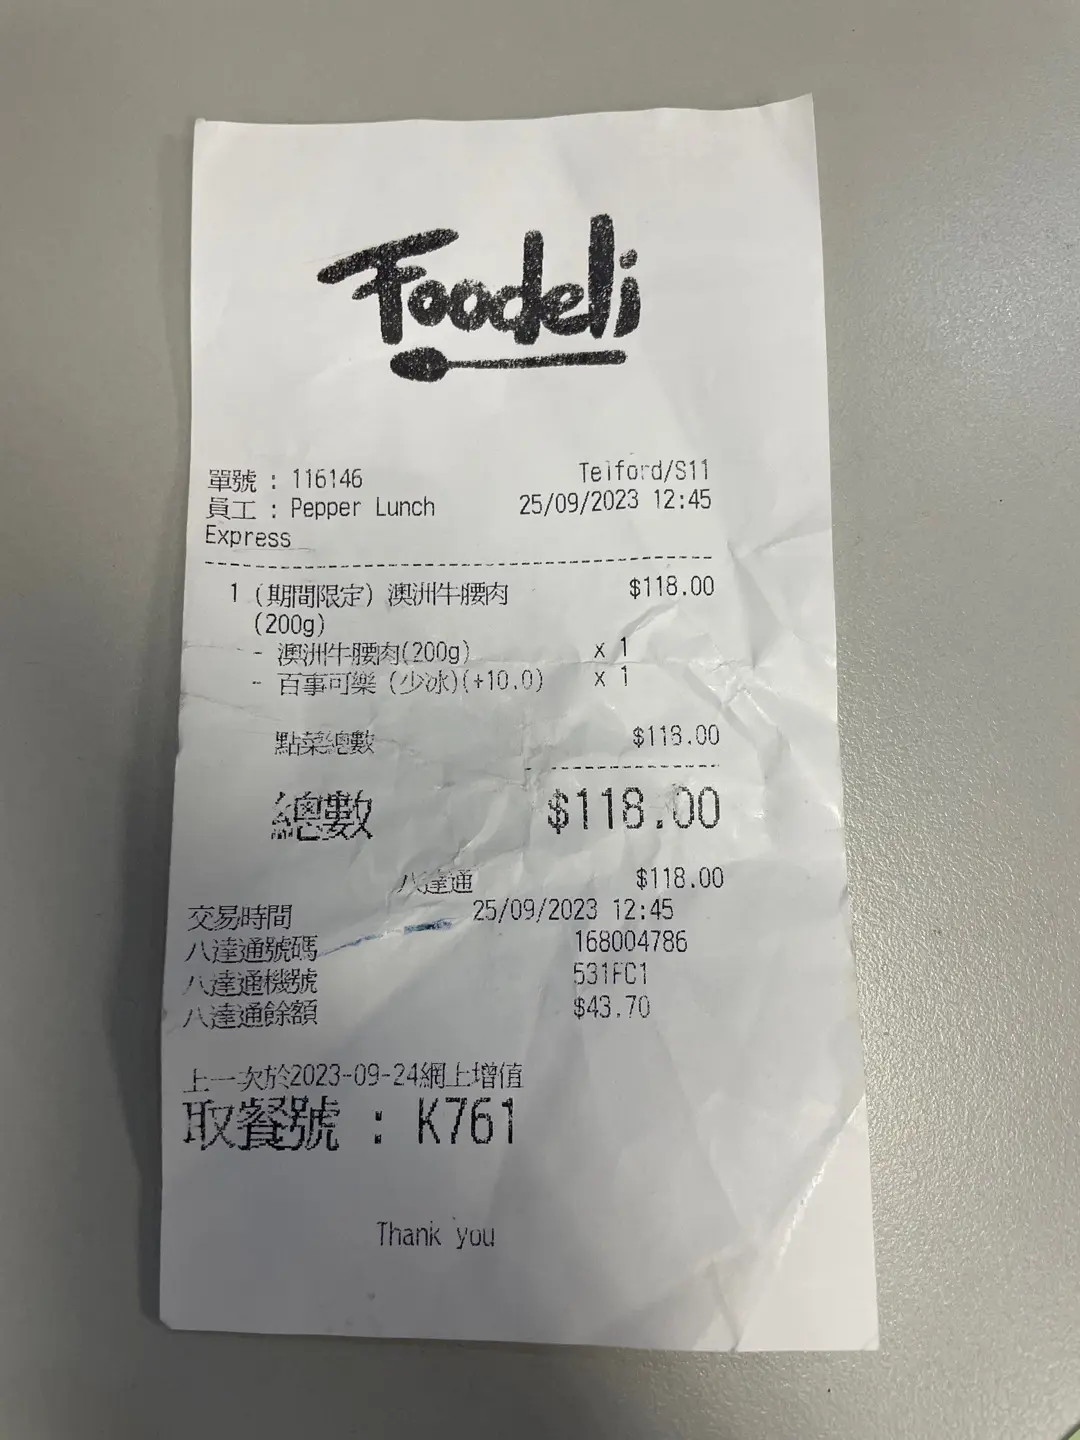 Foodeli
單號 : 116146 Telford/S11
員工 : Pepper Lunch 25/09/2023 12:45
Express
1 (期間限定) 澳洲牛腰肉 $118.00
(200g)
- 澳洲牛腰肉(200g) x 1
- 百事可樂 (少冰)(+10.0) x 1
點菜總數 $118.00
總數 $118.00
八達通 $118.00
交易時間 25/09/2023 12:45
八達通號碼 168004786
八達通機號 531FC1
八達通餘額 $43.70
上一次於2023-09-24網上增值
取餐號 : K761
Thank you